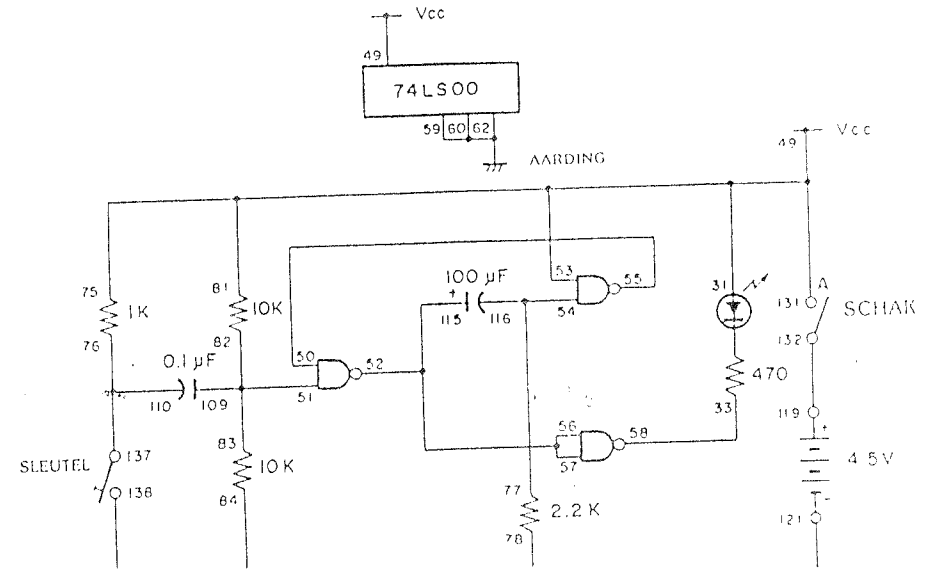 Vcc
49
74LS00
59 60 62
AARDING
Vcc
49
75
1K
76
81
10K
82
0.1 µF
110 109
83
10K
84
SLEUTEL
137
138
50
51
52
100 µF
+
115 116
53
54
55
56
57
58
77
2.2 K
78
31
470
33
A
131
SCHAK
132
119
+
4.5V
-
121